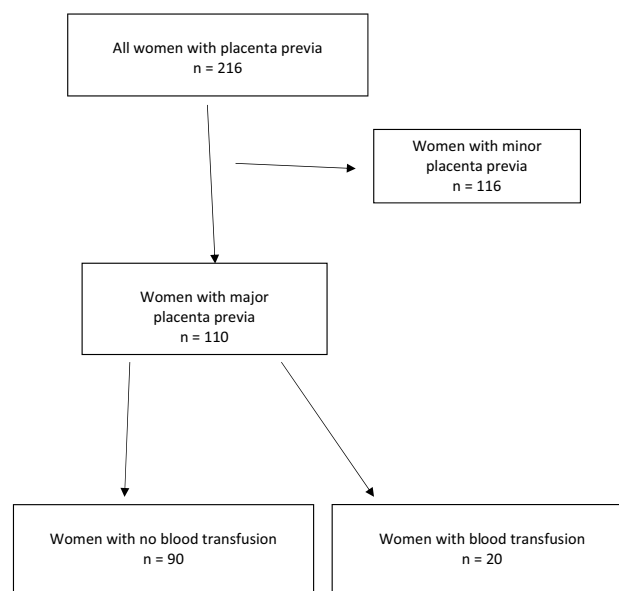 All women with placenta previa
n = 216
Women with minor
placenta previa
n = 116
Women with major
placenta previa
n = 110
Women with no blood transfusion
n = 90
Women with blood transfusion
n = 20